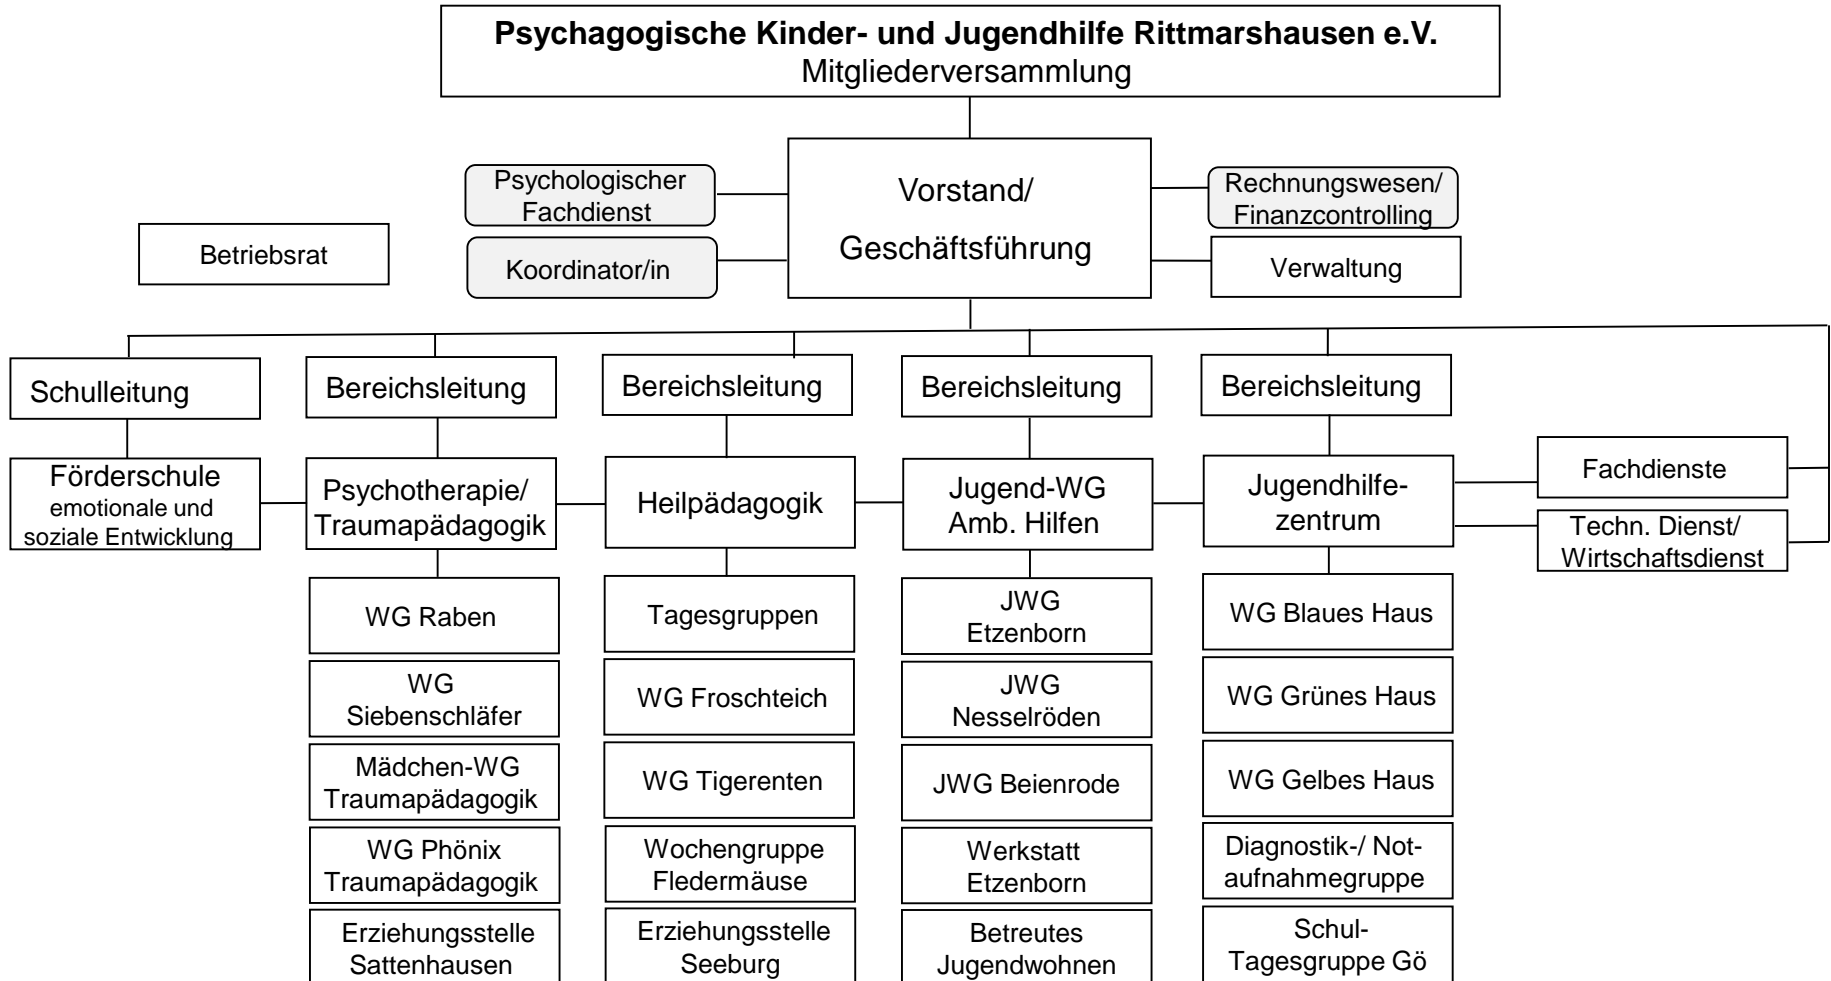 Psychagogische Kinder- und Jugendhilfe Rittmarshausen e.V.
Mitgliederversammlung
Vorstand/
Geschäftsführung
Psychologischer
Fachdienst
Koordinator/in
Rechnungswesen/
Finanzcontrolling
Verwaltung
Betriebsrat
Schulleitung
Bereichsleitung
Bereichsleitung
Bereichsleitung
Bereichsleitung
Förderschule
emotionale und
soziale Entwicklung
Psychotherapie/
Traumapädagogik
Heilpädagogik
Jugend-WG
Amb. Hilfen
Jugendhilfe-
zentrum
Fachdienste
Techn. Dienst/
Wirtschaftsdienst
WG Raben
WG
Siebenschläfer
Mädchen-WG
Traumapädagogik
WG Phönix
Traumapädagogik
Erziehungsstelle
Sattenhausen
Tagesgruppen
WG Froschteich
WG Tigerenten
Wochengruppe
Fledermäuse
Erziehungsstelle
Seeburg
JWG
Etzenborn
JWG
Nesselröden
JWG Beienrode
Werkstatt
Etzenborn
Betreutes
Jugendwohnen
WG Blaues Haus
WG Grünes Haus
WG Gelbes Haus
Diagnostik-/ Not-
aufnahmegruppe
Schul-
Tagesgruppe Gö